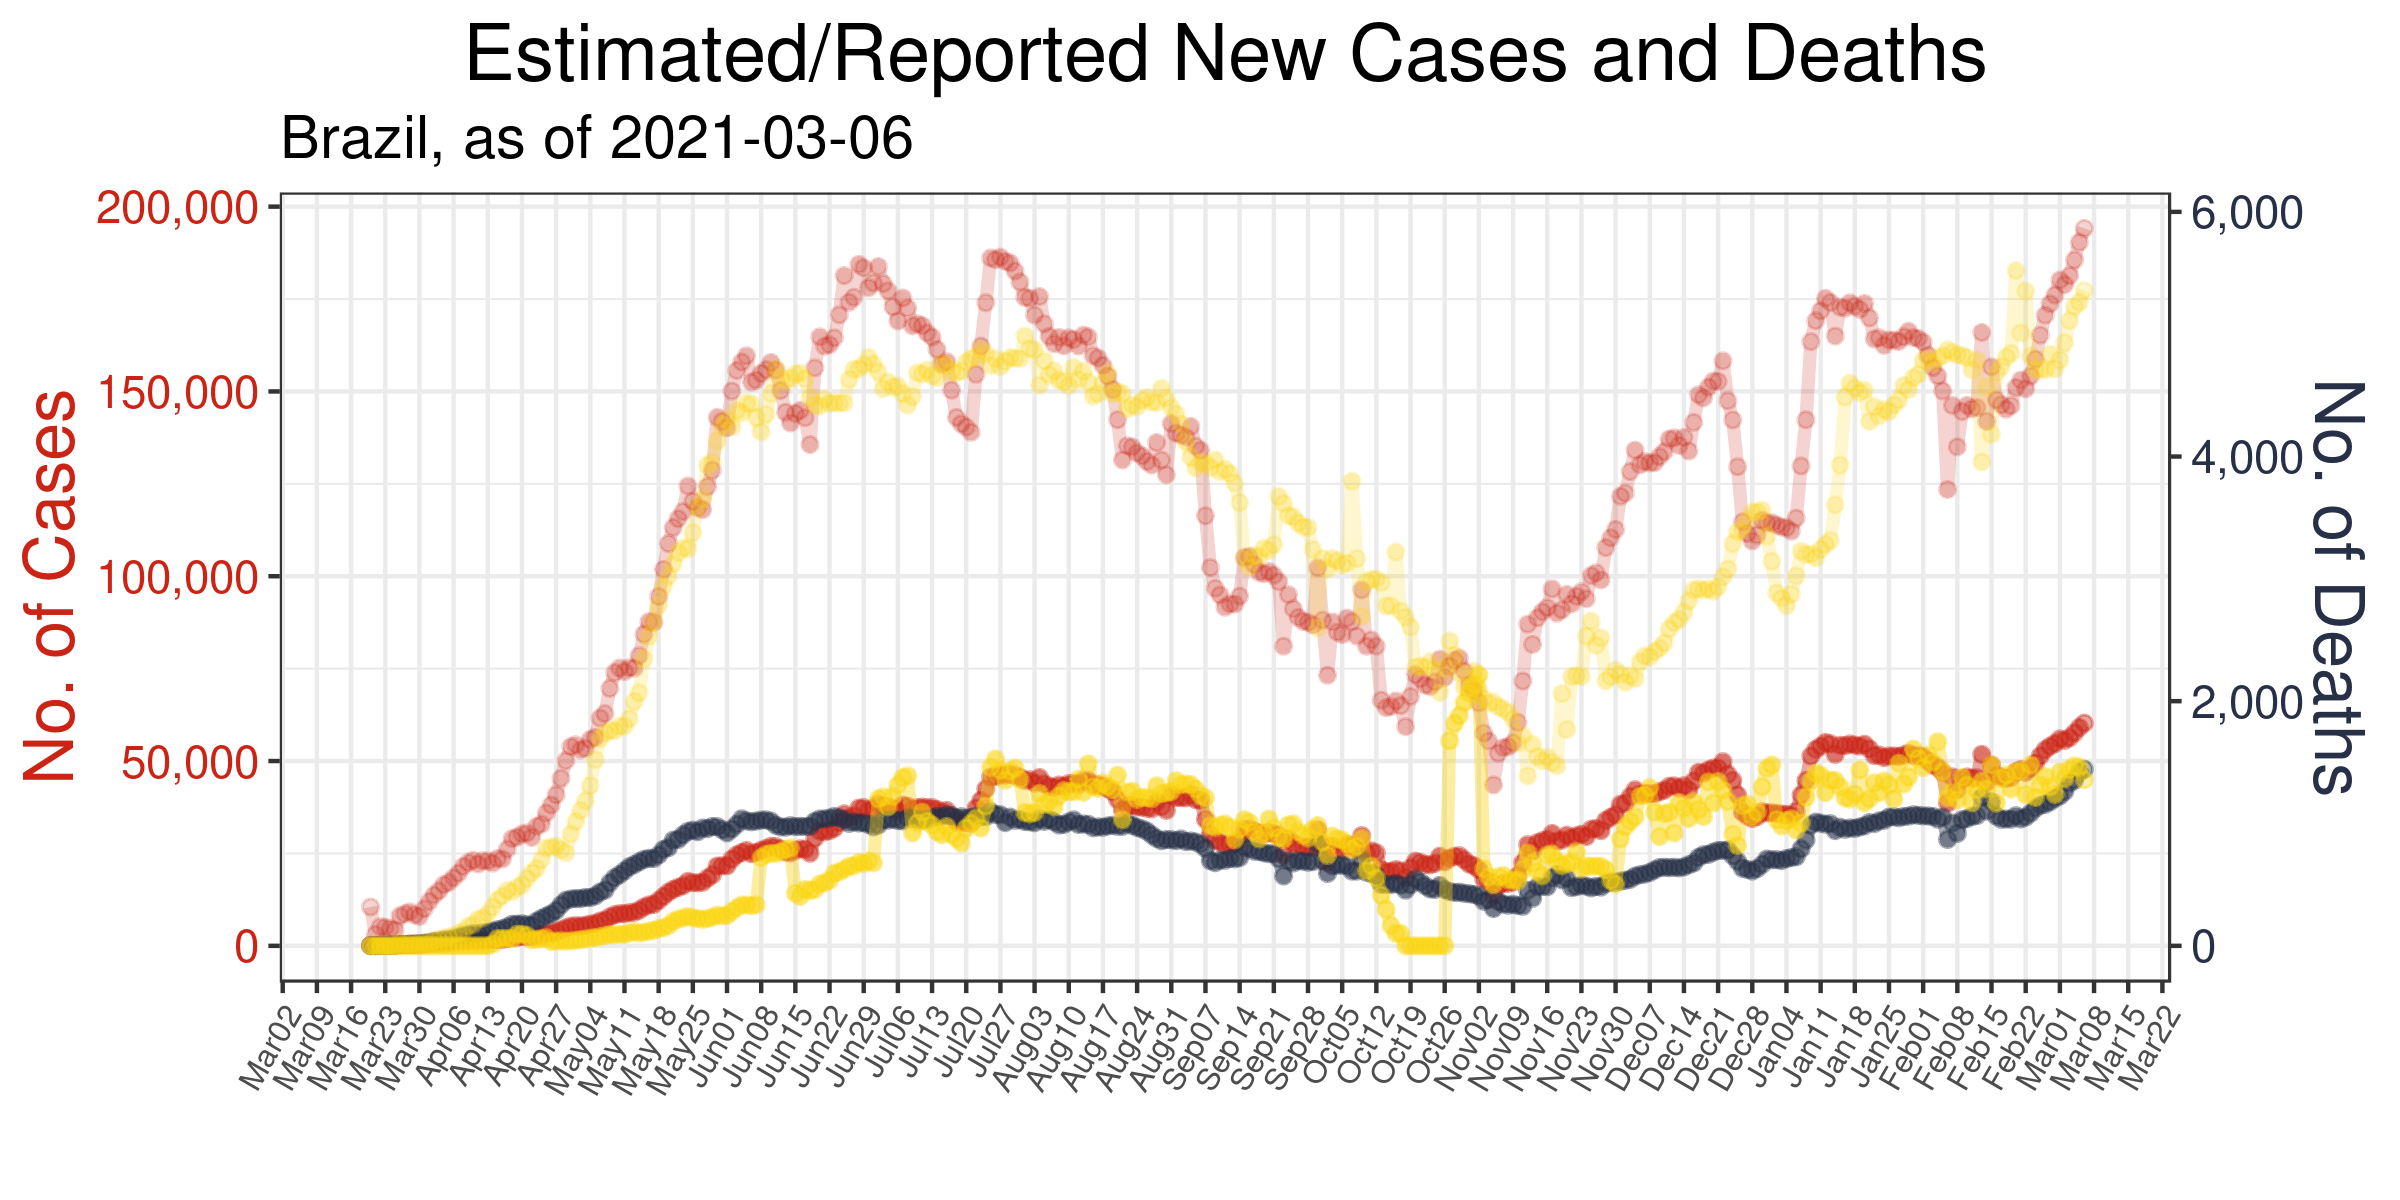 Estimated/Reported New Cases and Deaths
Brazil, as of 2021-03-06
No. of Cases
200,000
150,000
100,000
50,000
0
6,000
4,000
2,000
0
No. of Deaths
Mar02 Mar09 Mar16 Mar23 Mar30 Apr06 Apr13 Apr20 Apr27 May04 May11 May18 May25 Jun01 Jun08 Jun15 Jun22 Jun29 Jul06 Jul13 Jul20 Jul27 Aug03 Aug10 Aug17 Aug24 Aug31 Sep07 Sep14 Sep21 Sep28 Oct05 Oct12 Oct19 Oct26 Nov02 Nov09 Nov16 Nov23 Nov30 Dec07 Dec14 Dec21 Dec28 Jan04 Jan11 Jan18 Jan25 Feb01 Feb08 Feb15 Feb22 Mar01 Mar08 Mar15 Mar22